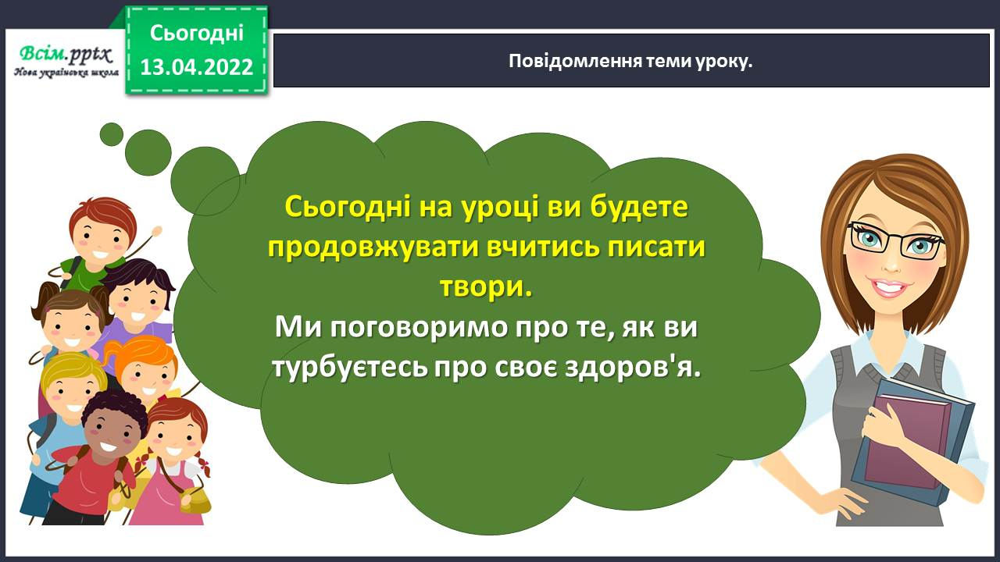 Всім.pptx
Нова українська школа
Сьогодні
13.04.2022
Повідомлення теми уроку.
Сьогодні на уроці ви будете
продовжувати вчитись писати
твори.
Ми поговоримо про те, як ви
турбуєтесь про своє здоров'я.